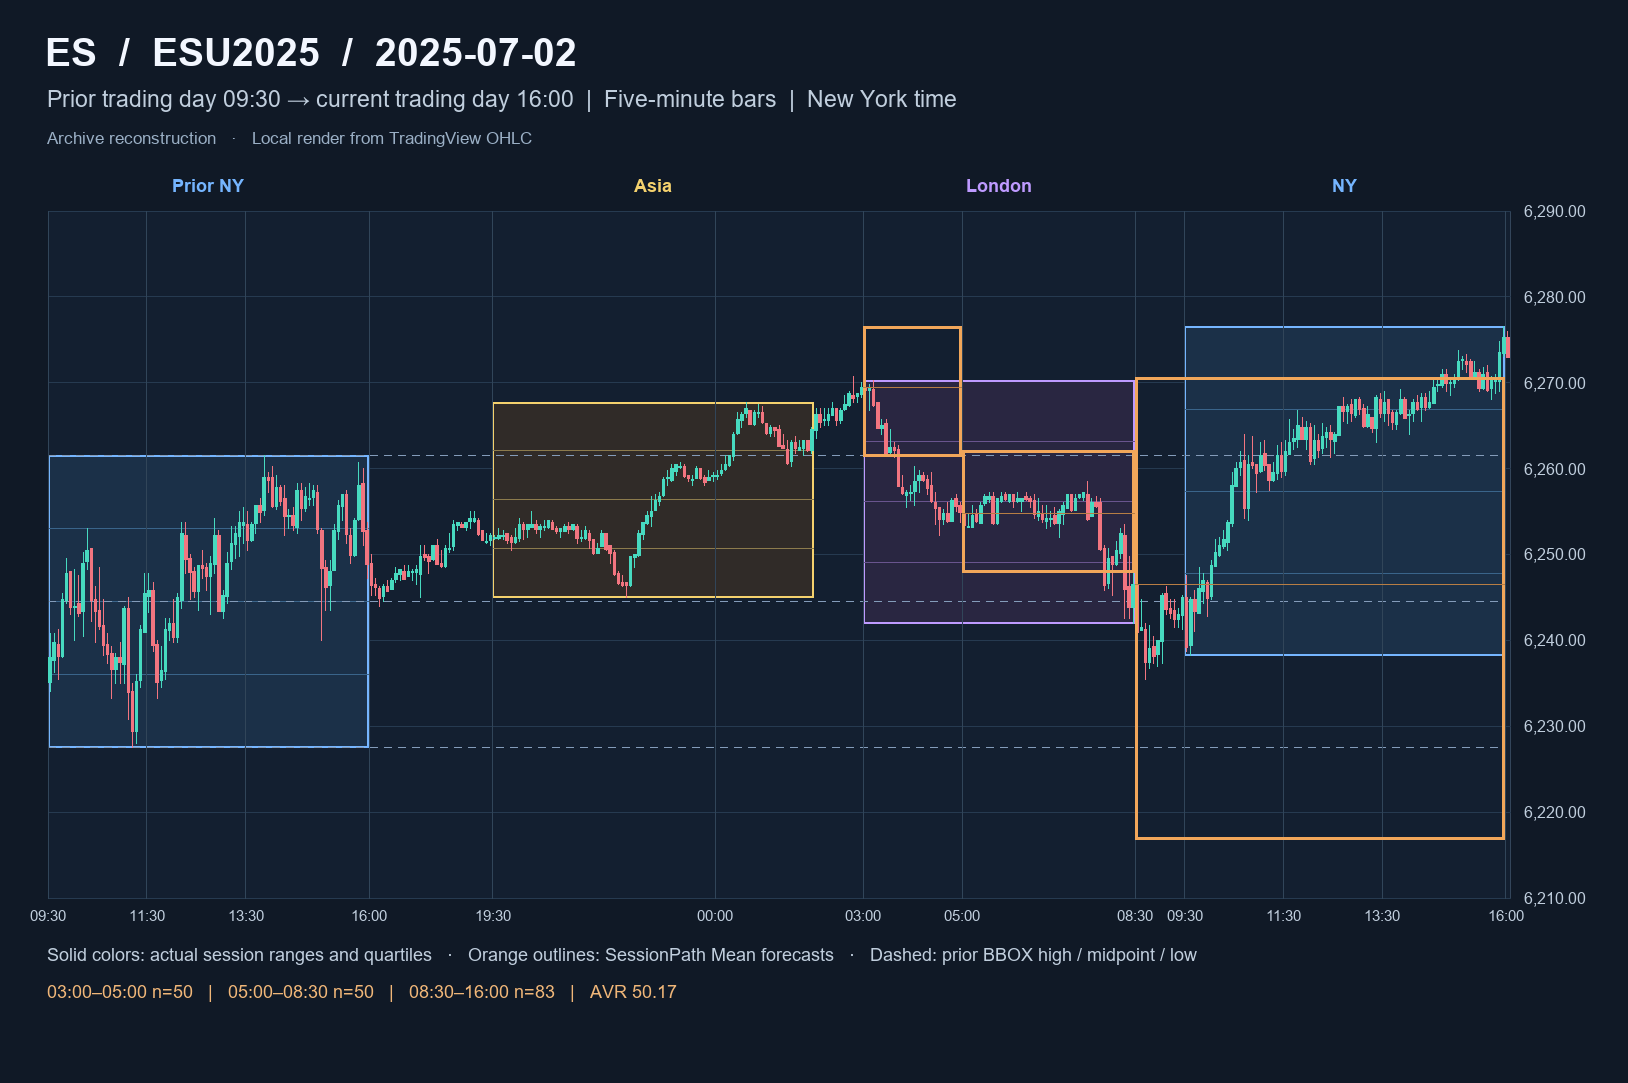 ES / ESU2025 / 2025-07-02
Prior trading day 09:30 → current trading day 16:00 | Five-minute bars | New York time
Archive reconstruction · Local render from TradingView OHLC
Prior NY Asia London NY
6,290.00
6,280.00
6,270.00
6,260.00
6,250.00
6,240.00
6,230.00
6,220.00
6,210.00
09:30 11:30 13:30 16:00 19:30 00:00 03:00 05:00 08:30 09:30 11:30 13:30 16:00
Solid colors: actual session ranges and quartiles · Orange outlines: SessionPath Mean forecasts · Dashed: prior BBOX high / midpoint / low
03:00–05:00 n=50 | 05:00–08:30 n=50 | 08:30–16:00 n=83 | AVR 50.17